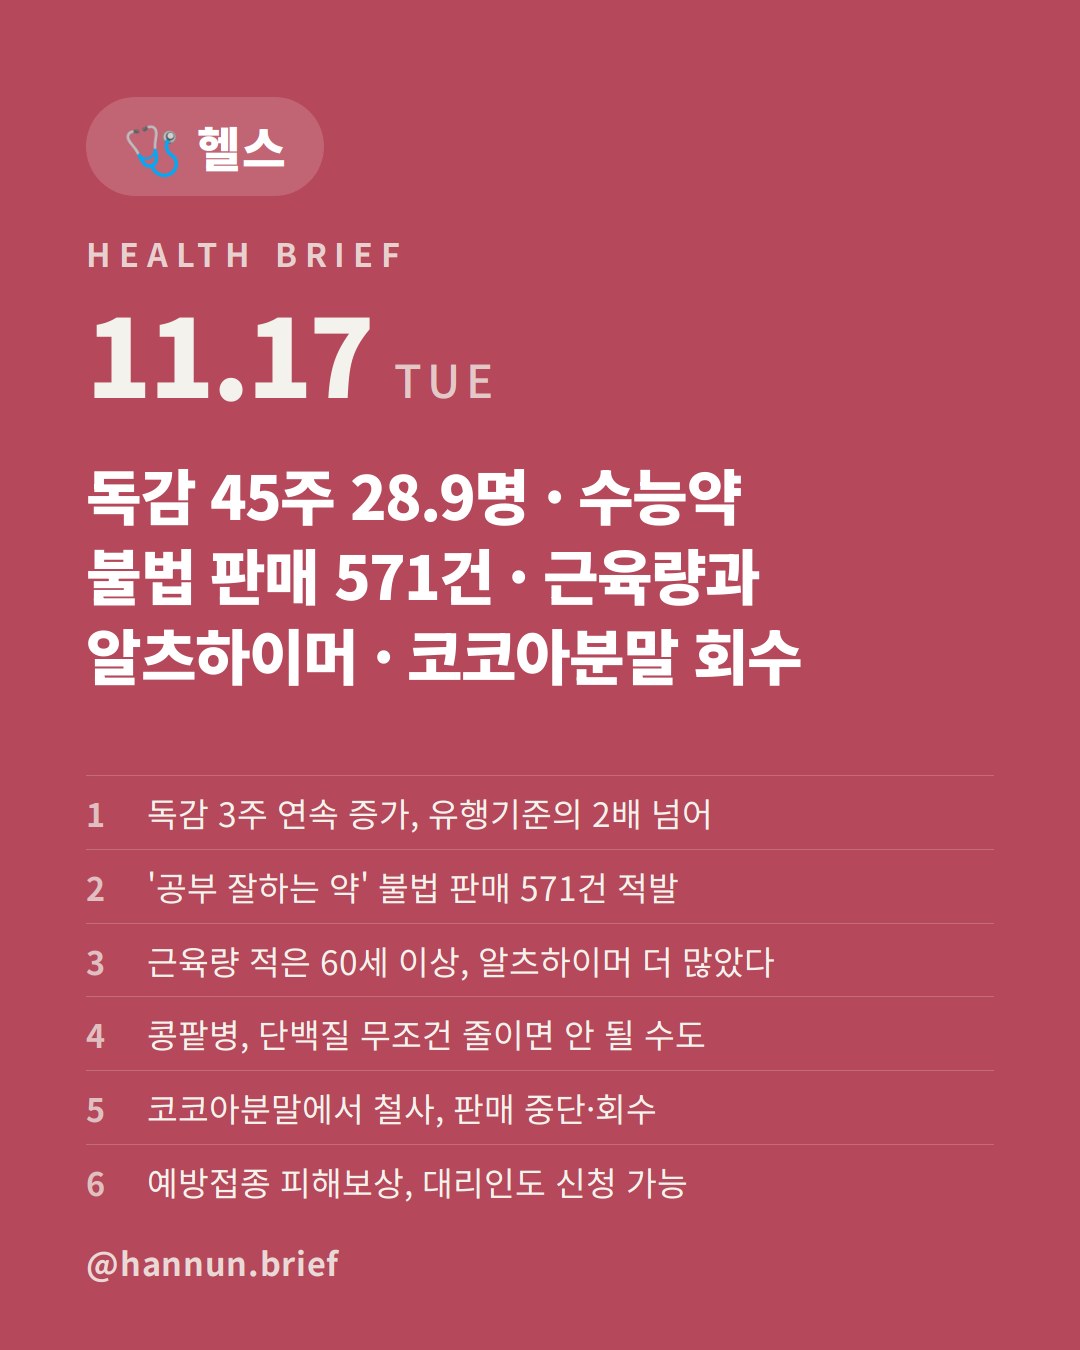 헬스
HEALTH BRIEF
11.17 TUE
독감 45주 28.9명 · 수능약
불법 판매 571건 · 근육량과
알츠하이머 · 코코아분말 회수
1 독감 3주 연속 증가, 유행기준의 2배 넘어
2 '공부 잘하는 약' 불법 판매 571건 적발
3 근육량 적은 60세 이상, 알츠하이머 더 많았다
4 콩팥병, 단백질 무조건 줄이면 안 될 수도
5 코코아분말에서 철사, 판매 중단·회수
6 예방접종 피해보상, 대리인도 신청 가능
@hannun.brief